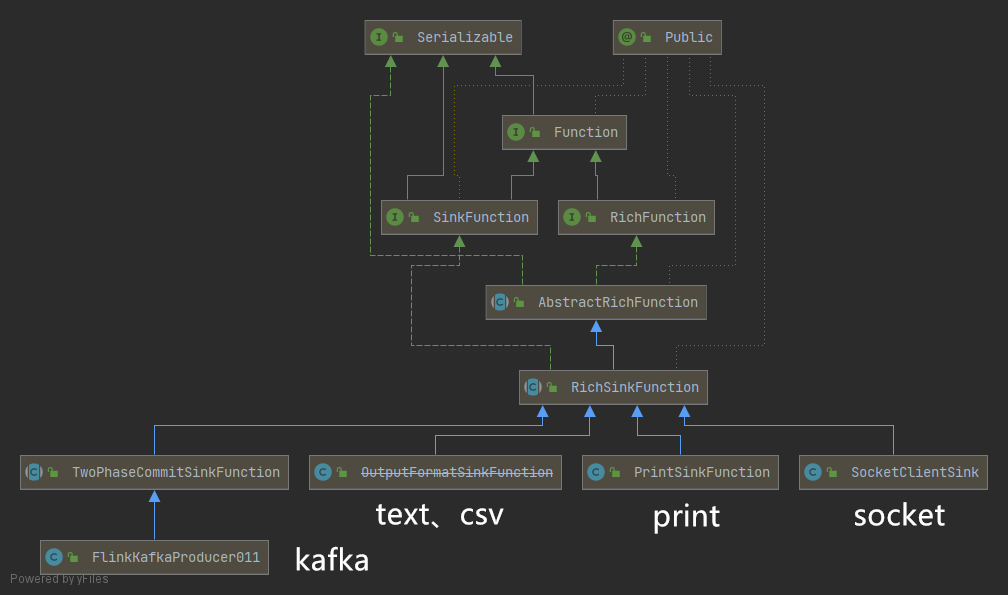 Serializable
Public
Function
SinkFunction
RichFunction
AbstractRichFunction
RichSinkFunction
TwoPhaseCommitSinkFunction
OutputFormatSinkFunction
PrintSinkFunction
SocketClientSink
text、csv
print
socket
FlinkKafkaProducer011
kafka
Powered by yFiles